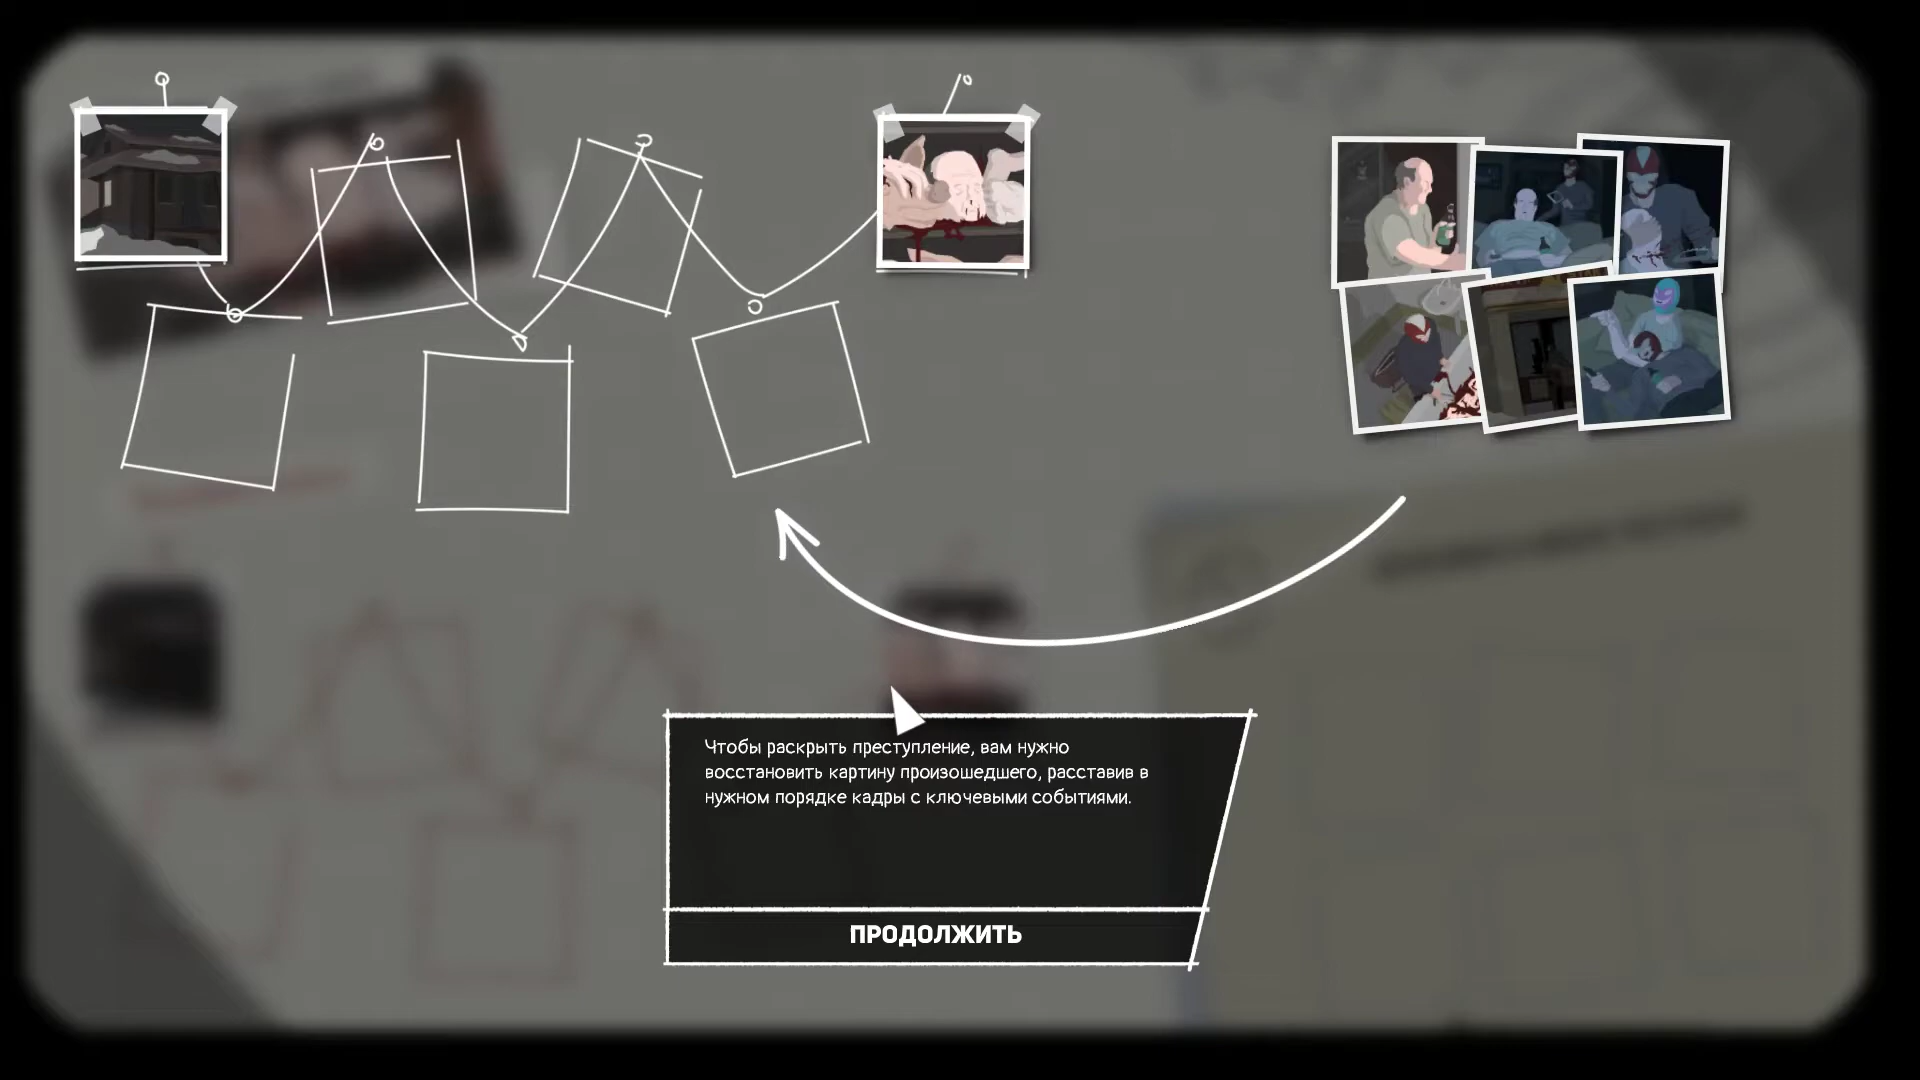 Чтобы раскрыть преступление, вам нужно
восстановить картину произошедшего, расставив в
нужном порядке кадры с ключевыми событиями.
ПРОДОЛЖИТЬ